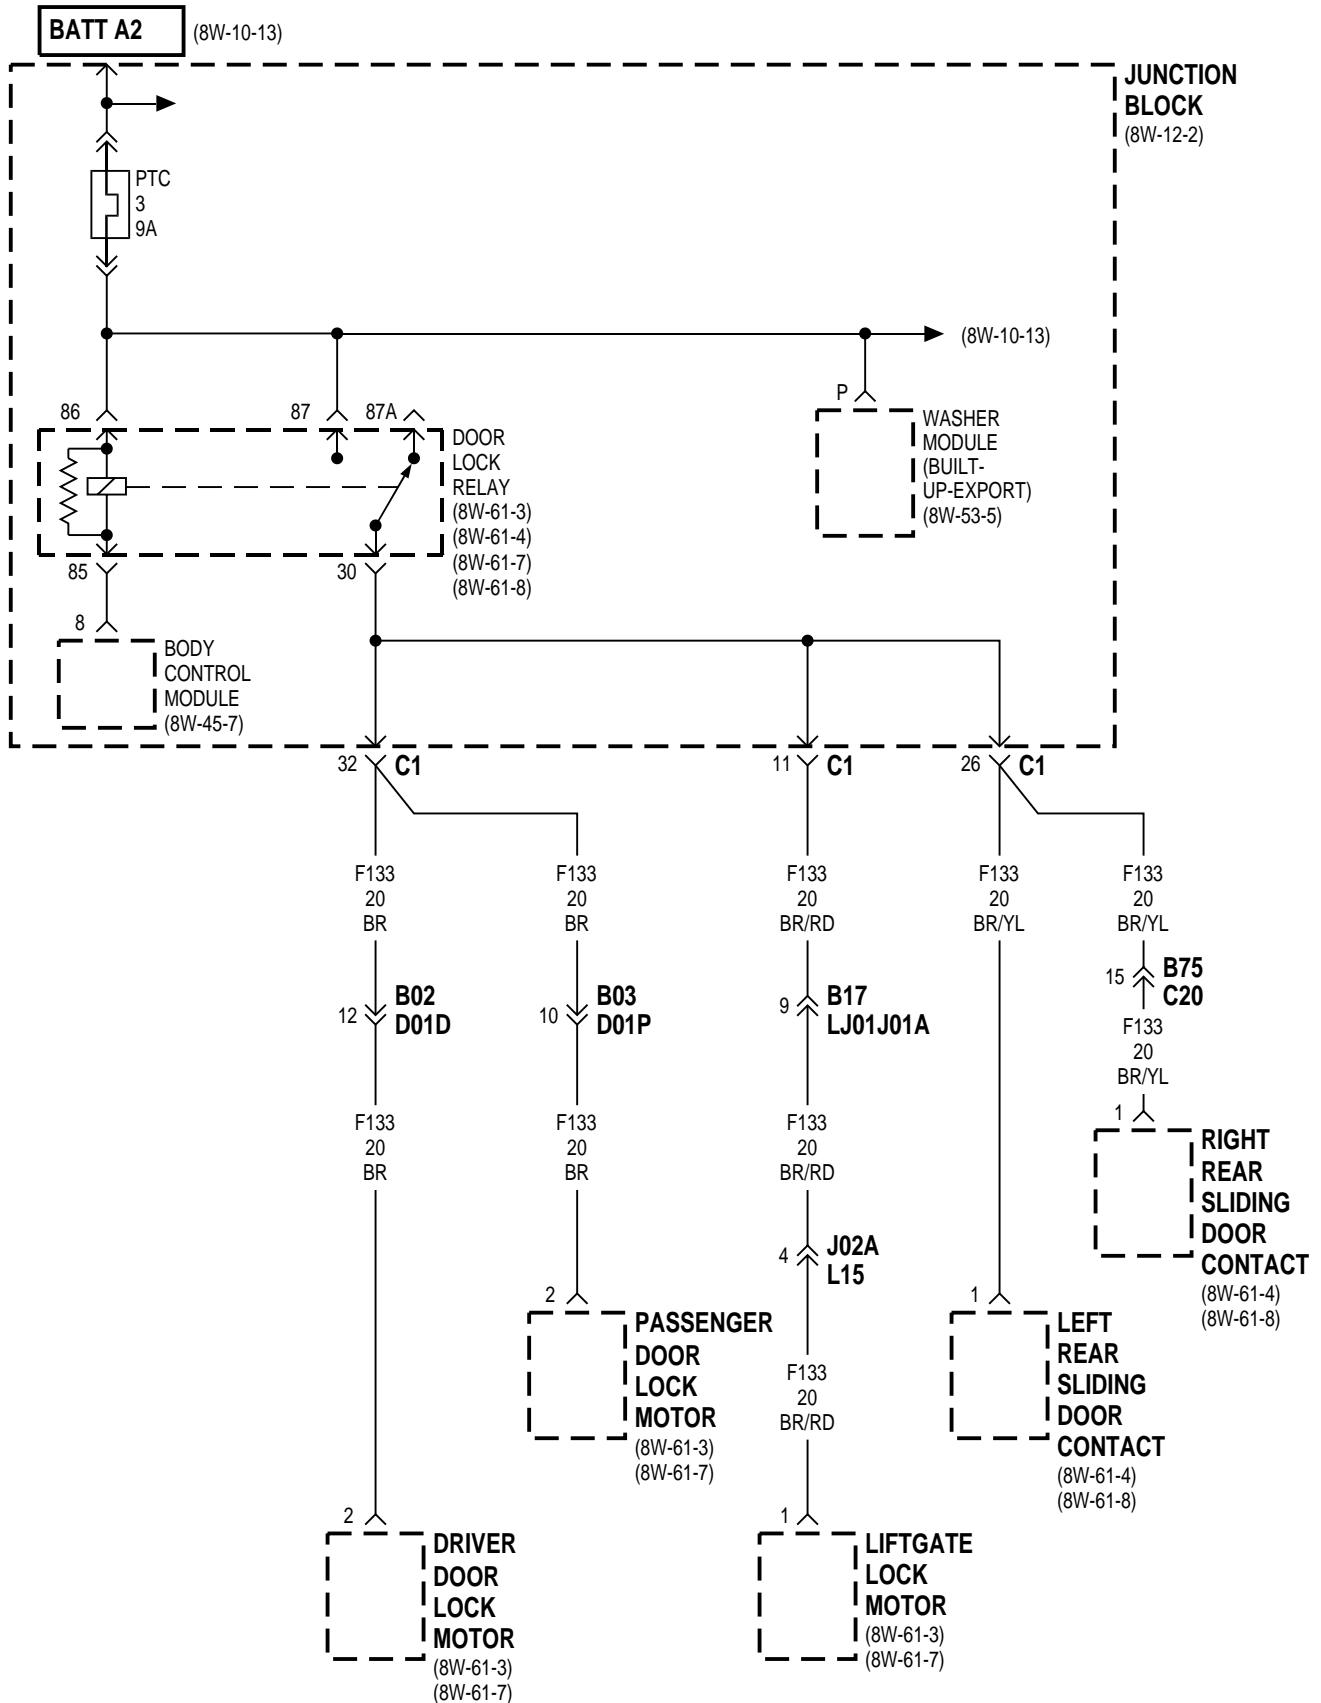 BATT A2
(8W-10-13)
JUNCTION
BLOCK
(8W-12-2)
PTC
3
9A
(8W-10-13)
86
87
87A
P
DOOR
LOCK
RELAY
(8W-61-3)
(8W-61-4)
(8W-61-7)
(8W-61-8)
WASHER
MODULE
(BUILT-
UP-EXPORT)
(8W-53-5)
85
30
8
BODY
CONTROL
MODULE
(8W-45-7)
32
C1
11
C1
26
C1
F133
20
BR
F133
20
BR
F133
20
BR/RD
F133
20
BR/YL
F133
20
BR/YL
12
B02
D01D
10
B03
D01P
9
B17
LJ01J01A
15
B75
C20
F133
20
BR/YL
1
F133
20
BR
F133
20
BR
F133
20
BR/RD
RIGHT
REAR
SLIDING
DOOR
CONTACT
(8W-61-4)
(8W-61-8)
4
J02A
L15
2
PASSENGER
DOOR
LOCK
MOTOR
(8W-61-3)
(8W-61-7)
F133
20
BR/RD
1
LEFT
REAR
SLIDING
DOOR
CONTACT
(8W-61-4)
(8W-61-8)
2
DRIVER
DOOR
LOCK
MOTOR
(8W-61-3)
(8W-61-7)
1
LIFTGATE
LOCK
MOTOR
(8W-61-3)
(8W-61-7)